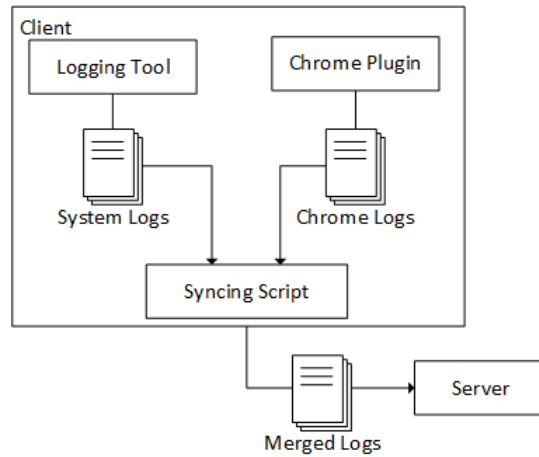 Client
Logging Tool
Chrome Plugin
System Logs
Chrome Logs
Syncing Script
Server
Merged Logs